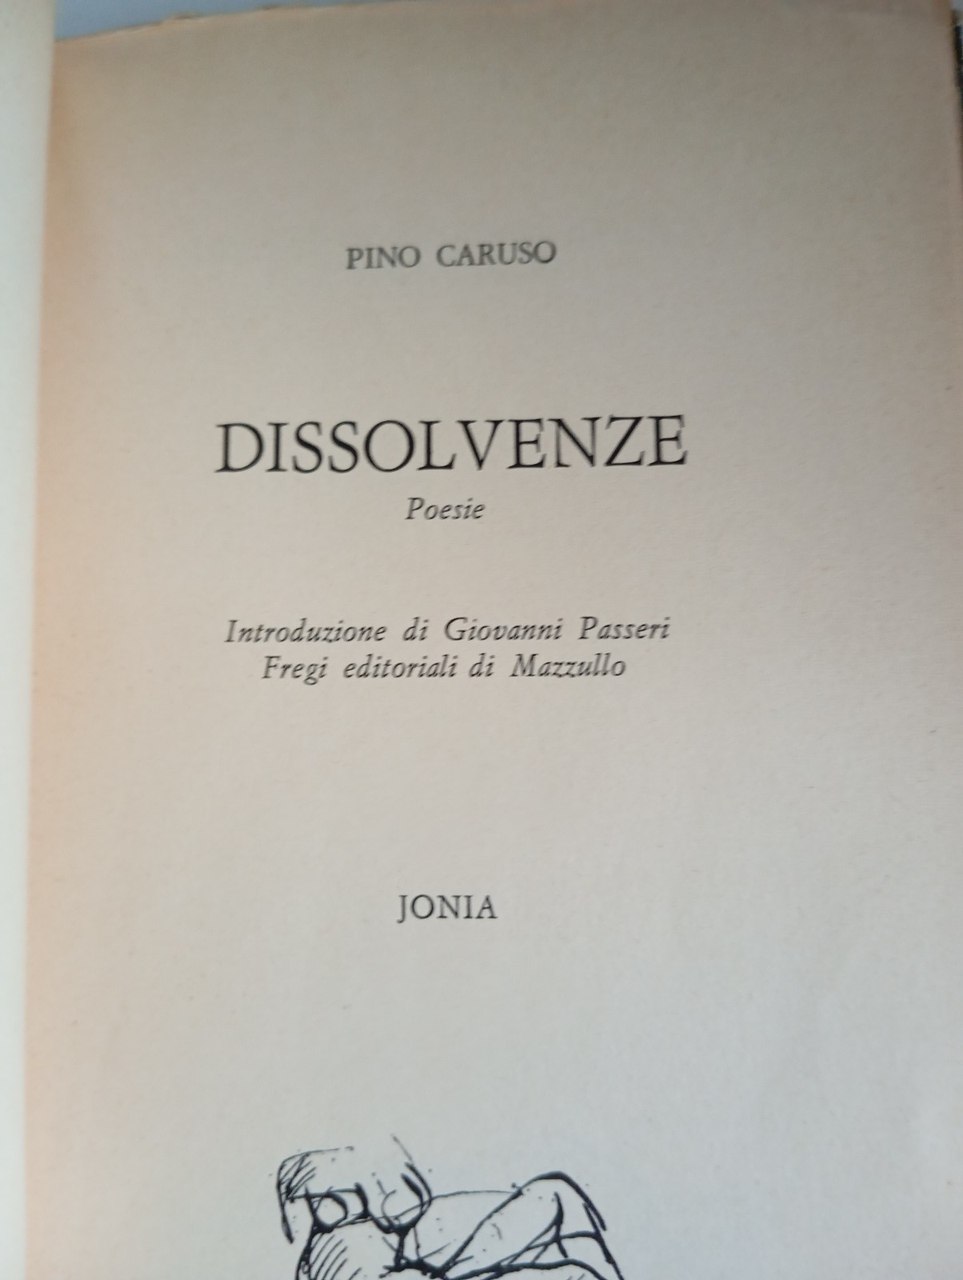 PINO CARUSO
DISSOLVENZE
Poesie
Introduzione di Giovanni Passeri
Fregi editoriali di Mazzullo
JONIA